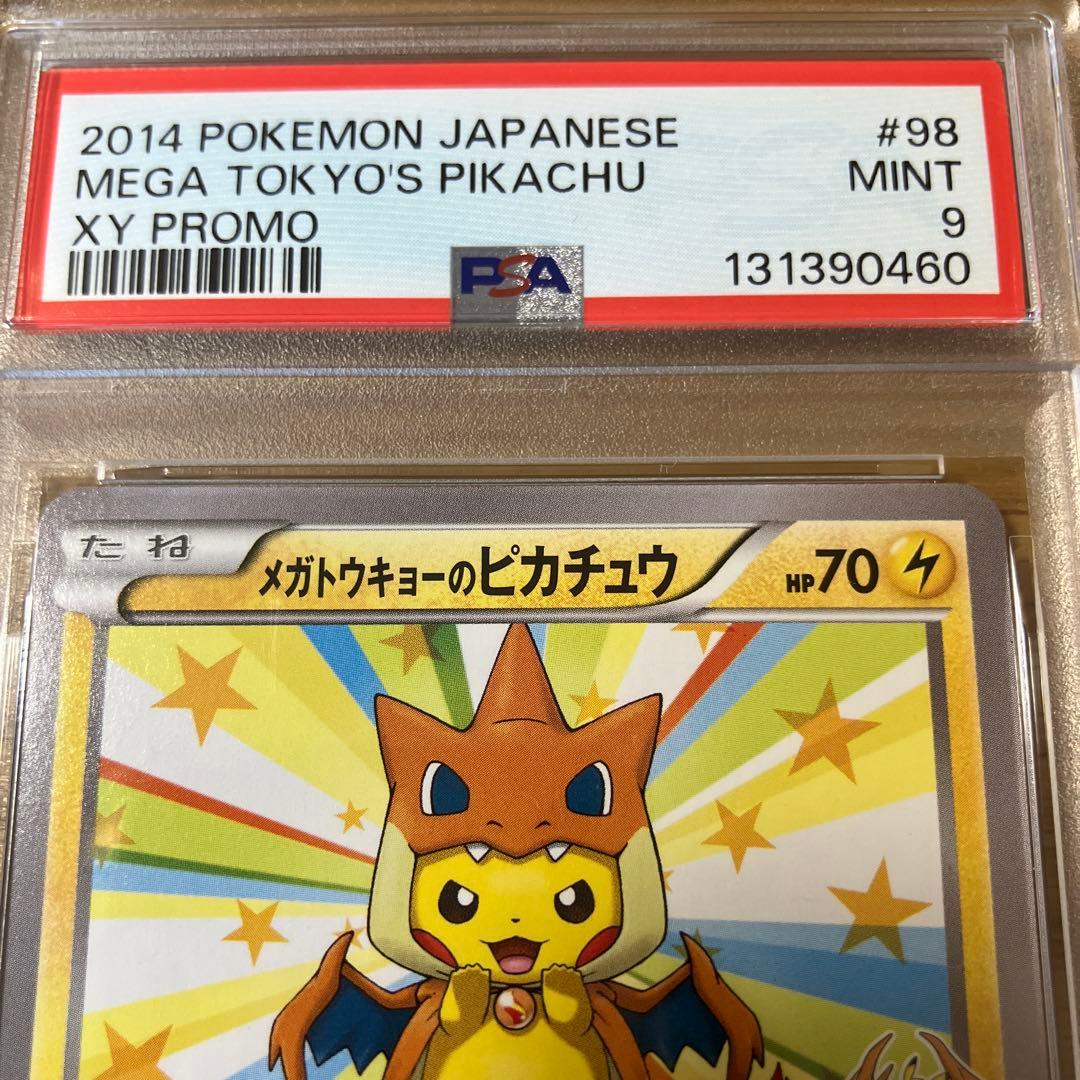 2014 POKEMON JAPANESE #98
MEGA TOKYO'S PIKACHU MINT
XY PROMO 9
PSA 131390460
たね メガトウキョーのピカチュウ HP70